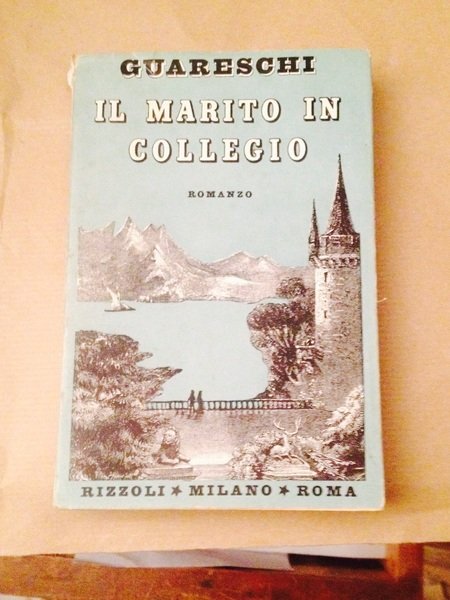 GUARESCHI
IL MARITO IN
COLLEGIO
ROMANZO
RIZZOLI ★ MILANO ★ ROMA